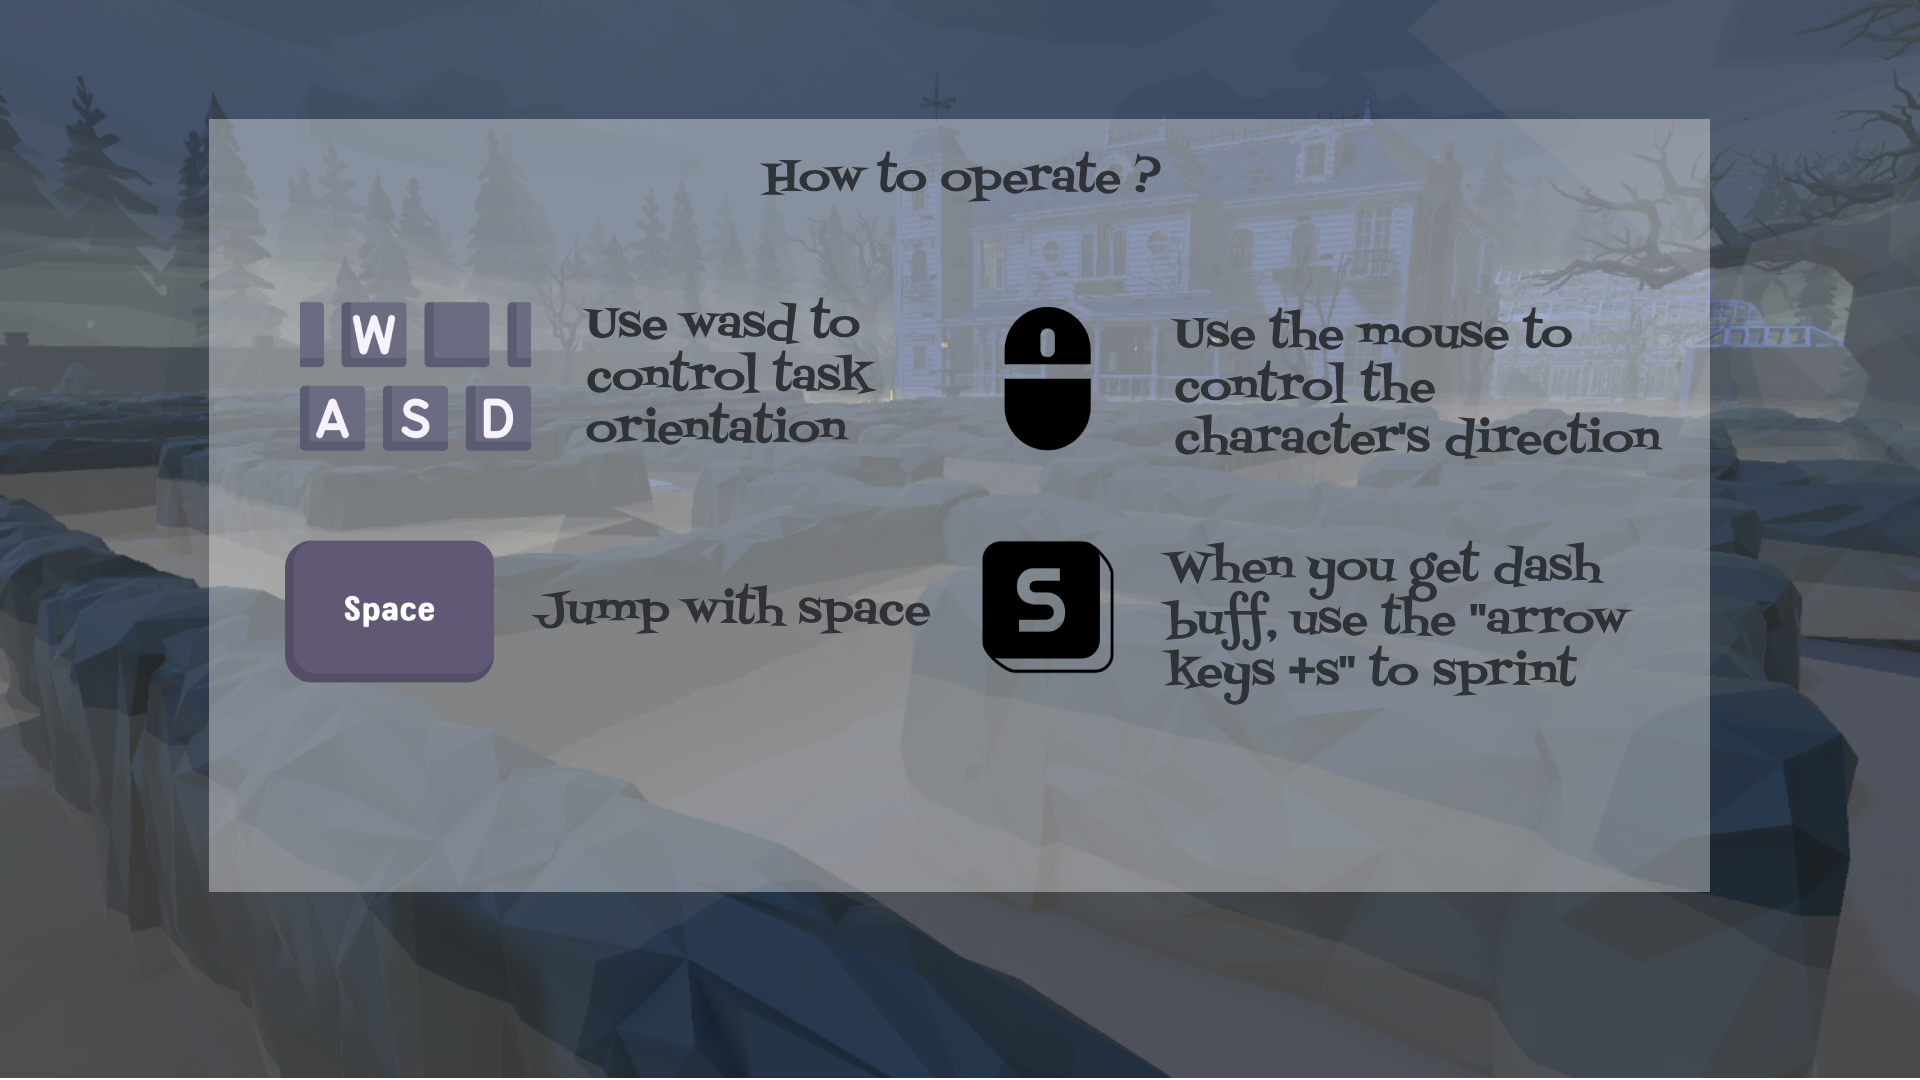 How to operate ?
W
A S D
Use wasd to
control task
orientation
Use the mouse to
control the
character's direction
Space
Jump with space
S
When you get dash
buff, use the "arrow
keys +s" to sprint